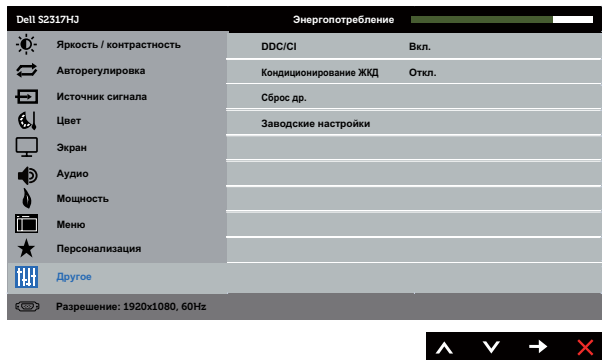 Dell S2317HJ Энергопотребление
Яркость / контрастность
Авторегулировка
Источник сигнала
Цвет
Экран
Аудио
Мощность
Меню
Персонализация
Другое
DDC/CI Вкл.
Кондиционирование ЖКД Откл.
Сброс др.
Заводские настройки
Разрешение: 1920x1080, 60Hz